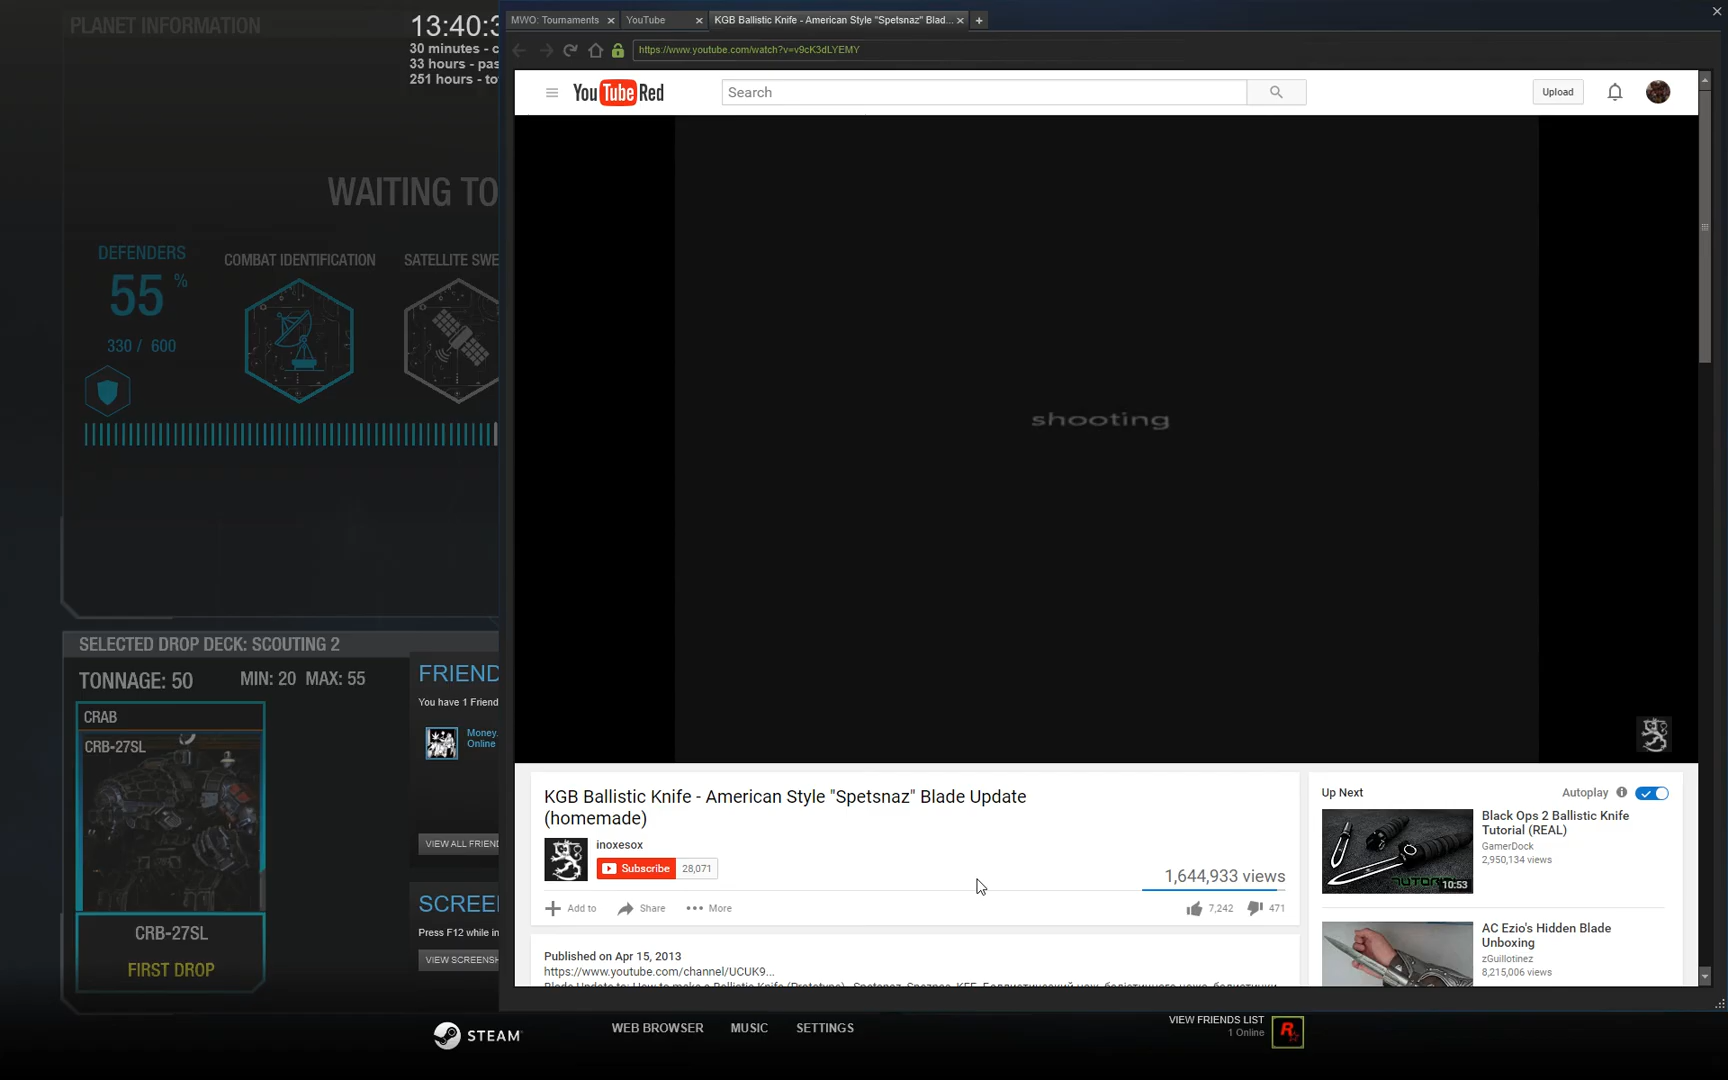 PLANET INFORMATION
13:40:3
30 minutes - c
33 hours - pas
251 hours - to
WAITING TO
DEFENDERS
55 %
330 / 600
COMBAT IDENTIFICATION
SATELLITE SWE
SELECTED DROP DECK: SCOUTING 2
TONNAGE: 50
MIN: 20 MAX: 55
CRAB
CRB-27SL
CRB-27SL
FIRST DROP
FRIEND
You have 1 Friend
Money.
Online
VIEW ALL FRIEN
SCREE
Press F12 while in
VIEW SCREENSH
MWO: Tournaments
YouTube
KGB Ballistic Knife - American Style "Spetsnaz" Blad...
https://www.youtube.com/watch?v=v9cK3dLYEMY
YouTube Red
Search
Upload
shooting
KGB Ballistic Knife - American Style "Spetsnaz" Blade Update
(homemade)
inoxesox
Subscribe 28,071
1,644,933 views
Add to Share More
7,242 471
Published on Apr 15, 2013
https://www.youtube.com/channel/UCUK9...
Up Next
Autoplay
Black Ops 2 Ballistic Knife
Tutorial (REAL)
GamerDock
2,950,134 views
10:53
AC Ezio's Hidden Blade
Unboxing
zGuillotinez
8,215,006 views
STEAM
WEB BROWSER MUSIC SETTINGS
VIEW FRIENDS LIST
1 Online
R